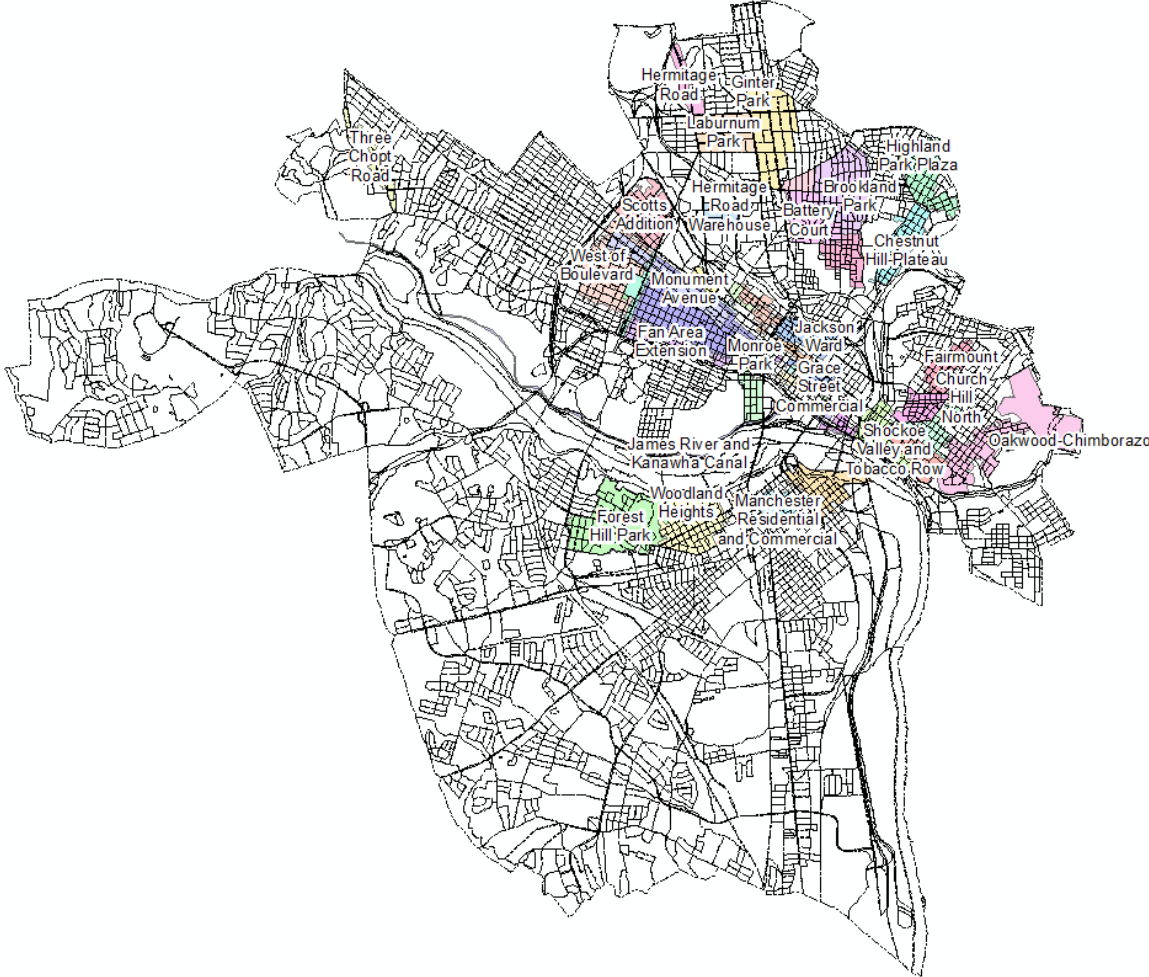 Hermitage
Road
Ginter
Park
Laburnum
Park
Three
Chopt
Road
Highland
Park Plaza
Hermitage
Road
Warehouse
Brookland
Park
Battery
Court
Scotts
Addition
Chestnut
Hill-Plateau
West of
Boulevard
Monument
Avenue
Fan Area
Extension
Monroe
Park
Jackson
Ward
Grace
Street
Commercial
Fairmount
Church
Hill
North
Shockoe
Valley and
Tobacco Row
Oakwood-Chimborazo
James River and
Kanawha Canal
Woodland
Heights
Forest
Hill Park
Manchester
Residential
and Commercial